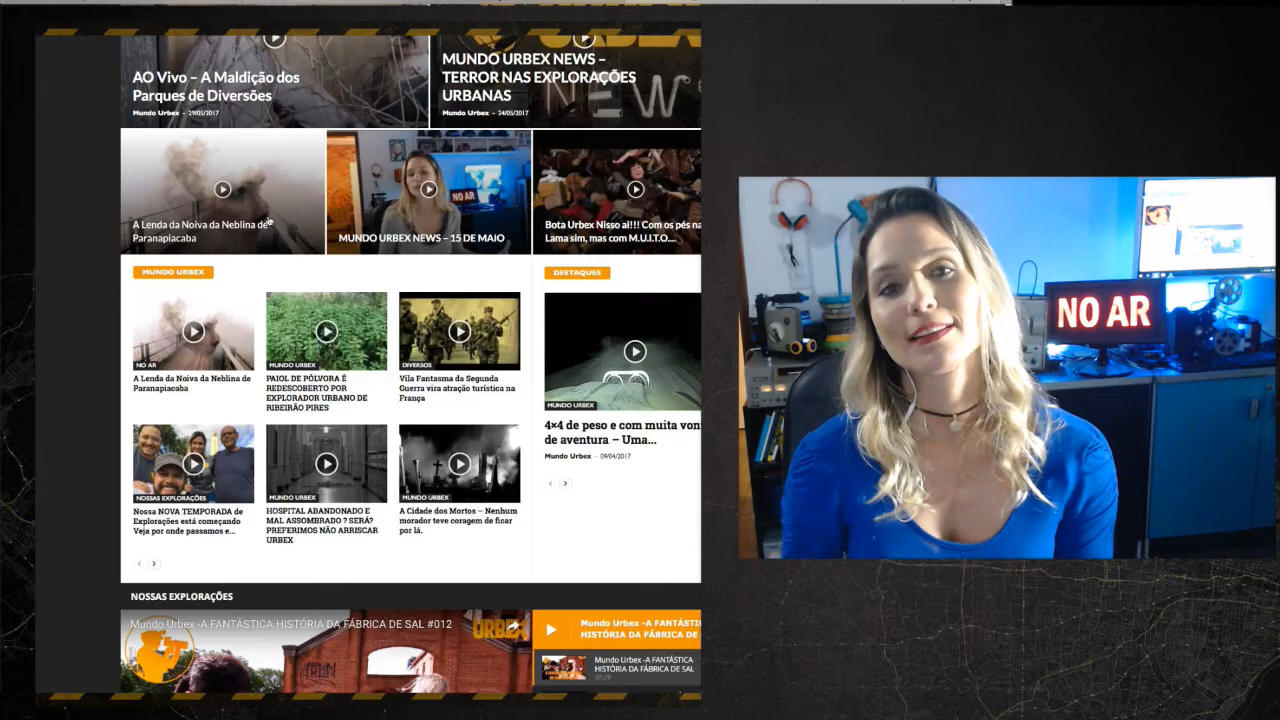 AO Vivo – A Maldição dos
Parques de Diversões
Mundo Urbex - 29/05/2017
MUNDO URBEX NEWS –
TERROR NAS EXPLORAÇÕES
URBANAS
Mundo Urbex - 24/05/2017
NEW
A Lenda da Noiva da Neblina de
Paranapiacaba
NO AR
MUNDO URBEX NEWS – 15 DE MAIO
Bota Urbex Nisso aí!!! Com os pés na
Lama sim, mas com M.U.I.T.O....
MUNDO URBEX
NO AR
A Lenda da Noiva da Neblina de
Paranapiacaba
MUNDO URBEX
PAIOL DE PÓLVORA É
REDESCOBERTO POR
EXPLORADOR URBANO DE
RIBEIRÃO PIRES
DIVERSOS
Vila Fantasma da Segunda
Guerra vira atração turística na
França
NOSSAS EXPLORAÇÕES
Nossa NOVA TEMPORADA de
Explorações está começando
Veja por onde passamos e...
MUNDO URBEX
HOSPITAL ABANDONADO E
MAL ASSOMBRADO ? SERÁ?
PREFERIMOS NÃO ARRISCAR
URBEX
MUNDO URBEX
A Cidade dos Mortos – Nenhum
morador teve coragem de ficar
por lá.
DESTAQUES
MUNDO URBEX
4×4 de peso e com muita von
de aventura – Uma...
Mundo Urbex - 09/04/2017
NOSSAS EXPLORAÇÕES
Mundo Urbex -A FANTÁSTICA HISTÓRIA DA FÁBRICA DE SAL #012
URBEX
Mundo Urbex -A FANTÁSTI
HISTÓRIA DA FÁBRICA DE
Mundo Urbex -A FANTÁSTICA
HISTÓRIA DA FÁBRICA DE SAL
NO AR